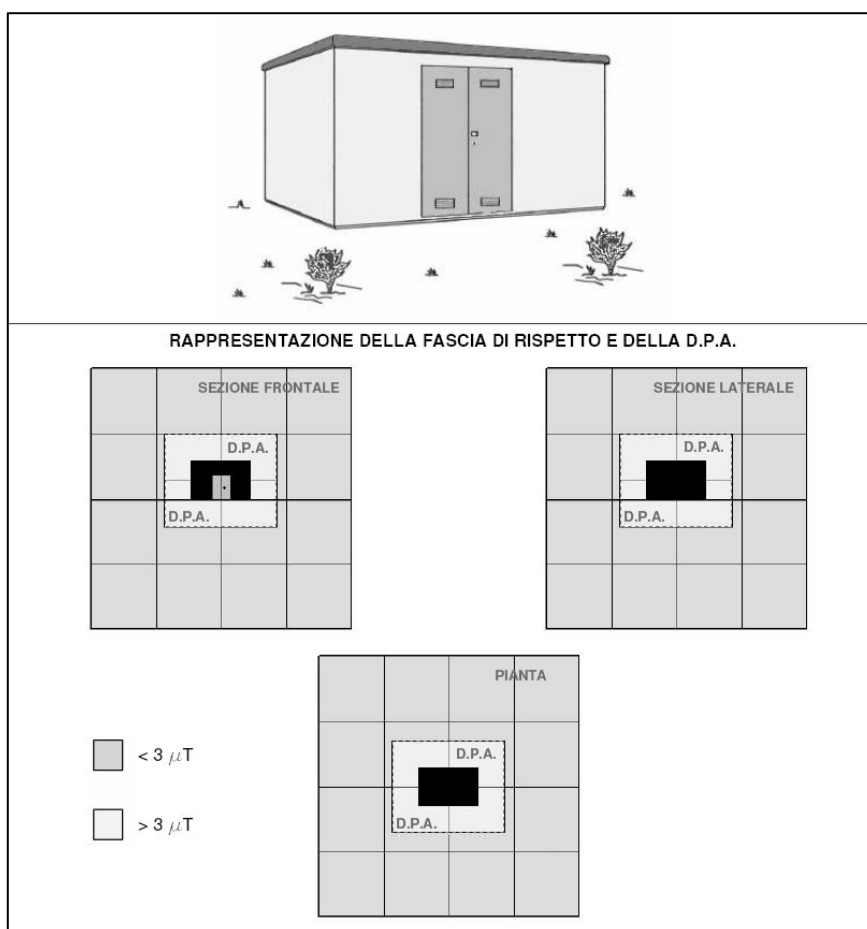 RAPPRESENTAZIONE DELLA FASCIA DI RISPETTO E DELLA D.P.A.
SEZIONE FRONTALE
D.P.A.
D.P.A.
SEZIONE LATERALE
D.P.A.
D.P.A.
PIANTA
D.P.A.
D.P.A.
< 3 μT
> 3 μT